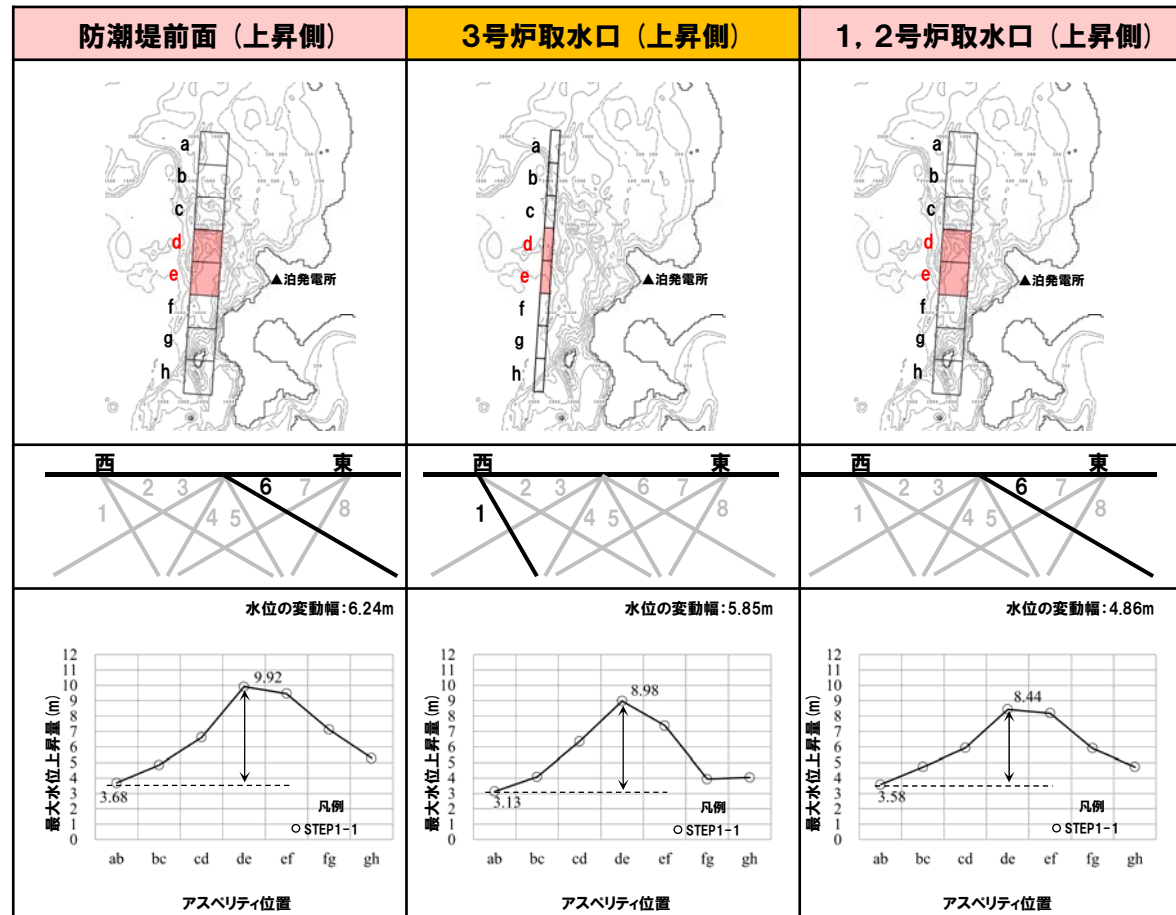 防潮堤前面（上昇側）
3号炉取水口（上昇側）
1，2号炉取水口（上昇側）
a
b
c
d
e
f
g
h
▲泊発電所
a
b
c
d
e
f
g
h
▲泊発電所
a
b
c
d
e
f
g
h
▲泊発電所
西 東
1 2 3 4 5 6 7 8
西 東
1 2 3 4 5 6 7 8
西 東
1 2 3 4 5 6 7 8
水位の変動幅：6.24m
最大水位上昇量（m）
12
11
10
9
8
7
6
5
4
3
2
1
0
9.92
3.68
凡例
○ STEP1-1
ab bc cd de ef fg gh
アスペリティ位置
水位の変動幅：5.85m
最大水位上昇量（m）
12
11
10
9
8
7
6
5
4
3
2
1
0
8.98
3.13
凡例
○ STEP1-1
ab bc cd de ef fg gh
アスペリティ位置
水位の変動幅：4.86m
最大水位上昇量（m）
12
11
10
9
8
7
6
5
4
3
2
1
0
8.44
3.58
凡例
○ STEP1-1
ab bc cd de ef fg gh
アスペリティ位置